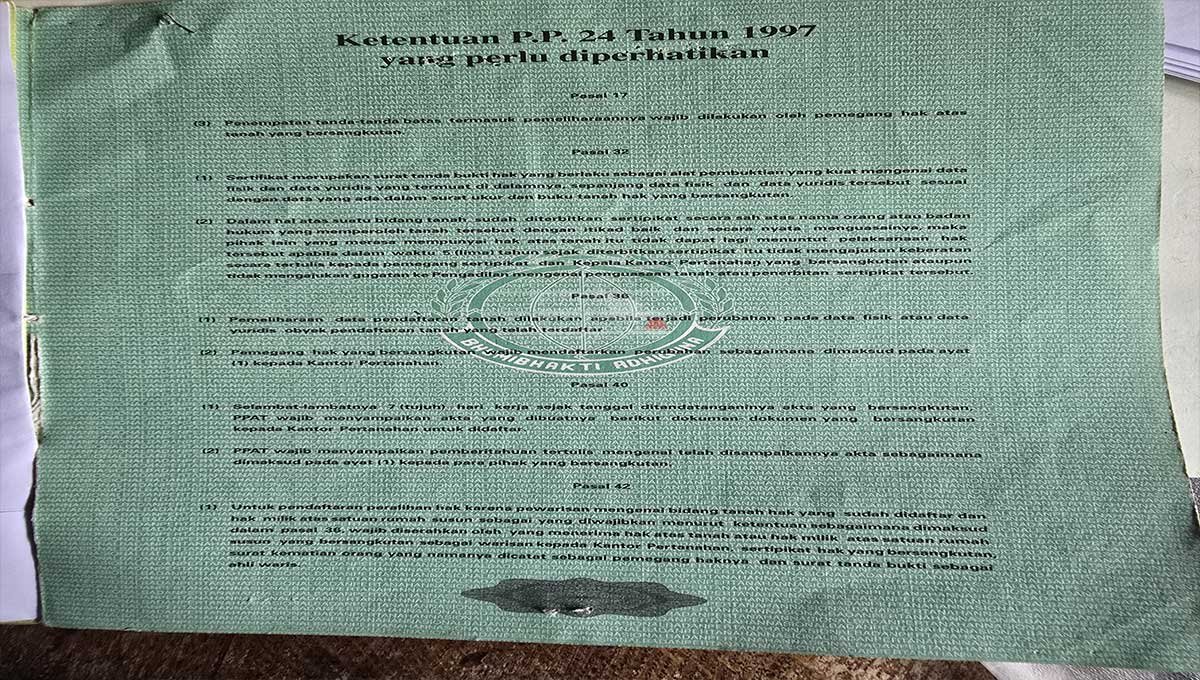 Ketentuan P.P. 24 Tahun 1997
yang perlu diperhatikan
Pasal 17
(3) Penempatan tanda-tanda batas termasuk pemeliharaannya wajib dilakukan oleh pemegang hak atas
tanah yang bersangkutan.
Pasal 32
(1) Sertifikat merupakan surat tanda bukti hak yang berlaku sebagai alat pembuktian yang kuat mengenai data
fisik dan data yuridis yang termuat di dalamnya, sepanjang data fisik dan data yuridis tersebut sesuai
dengan data yang ada dalam surat ukur dan buku tanah hak yang bersangkutan.
(2) Dalam hal atas suatu bidang tanah sudah diterbitkan sertipikat secara sah atas nama orang atau badan
hukum yang memperoleh tanah tersebut dengan itikad baik dan secara nyata menguasainya, maka
pihak lain yang merasa mempunyai hak atas tanah itu tidak dapat lagi menuntut pelaksanaan hak
tersebut apabila dalam waktu 5 (lima) tahun sejak diterbitkan sertipikat itu tidak mengajukan keberatan
secara tertulis kepada pemegang sertipikat dan Kepala Kantor Pertanahan yang bersangkutan ataupun
tidak mengajukan gugatan ke Pengadilan mengenai penguasaan tanah atau penerbitan sertipikat tersebut.
Pasal 36
(1) Pemeliharaan data pendaftaran tanah dilakukan apabila terjadi perubahan pada data fisik atau data
yuridis obyek pendaftaran tanah yang telah terdaftar.
(2) Pemegang hak yang bersangkutan wajib mendaftarkan perubahan sebagaimana dimaksud pada ayat
(1) kepada Kantor Pertanahan.
BHUMIBHAKTI ADHIGUNA
Pasal 40
(1) Selambat-lambatnya 7 (tujuh) hari kerja sejak tanggal ditandatanganinya akta yang bersangkutan,
PPAT wajib menyampaikan akta yang dibuatnya berikut dokumen dokumen yang bersangkutan
kepada Kantor Pertanahan untuk didaftar.
(2) PPAT wajib menyampaikan pemberitahuan tertulis mengenai telah disampaikannya akta sebagaimana
dimaksud pada ayat (1) kepada para pihak yang bersangkutan.
Pasal 42
(1) Untuk pendaftaran peralihan hak karena pewarisan mengenai bidang tanah hak yang sudah didaftar dan
hak milik atas satuan rumah susun sebagai yang diwajibkan menurut ketentuan sebagaimana dimaksud
dalam pasal 36, wajib diserahkan oleh yang menerima hak atas tanah atau hak milik atas satuan rumah
susun yang bersangkutan sebagai warisan kepada Kantor Pertanahan, sertipikat hak yang bersangkutan,
surat kematian orang yang namanya dicatat sebagai pemegang haknya dan surat tanda bukti sebagai
ahli waris.